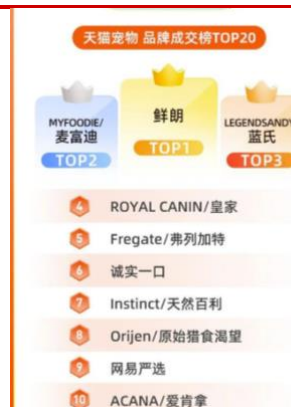 天猫宠物 品牌成交榜TOP20
MYFOODIE/
麦富迪
TOP2
鲜朗
TOP1
LEGENDSANDY/
蓝氏
TOP3
4 ROYAL CANIN/皇家
5 Fregate/弗列加特
6 诚实一口
7 Instinct/天然百利
8 Orijen/原始猎食渴望
9 网易严选
10 ACANA/爱肯拿